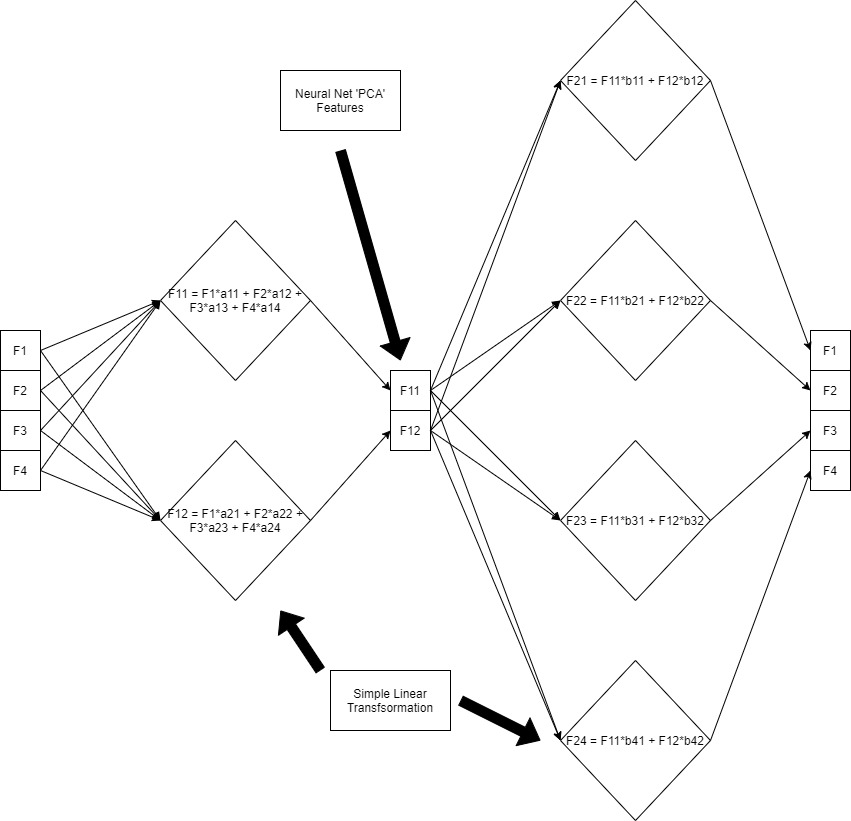 Neural Net 'PCA'
Features
F21 = F11*b11 + F12*b12
F11 = F1*a11 + F2*a12 +
F3*a13 + F4*a14
F22 = F11*b21 + F12*b22
F1
F2
F3
F4
F11
F12
F1
F2
F3
F4
F12 = F1*a21 + F2*a22 +
F3*a23 + F4*a24
F23 = F11*b31 + F12*b32
Simple Linear
Transfsormation
F24 = F11*b41 + F12*b42